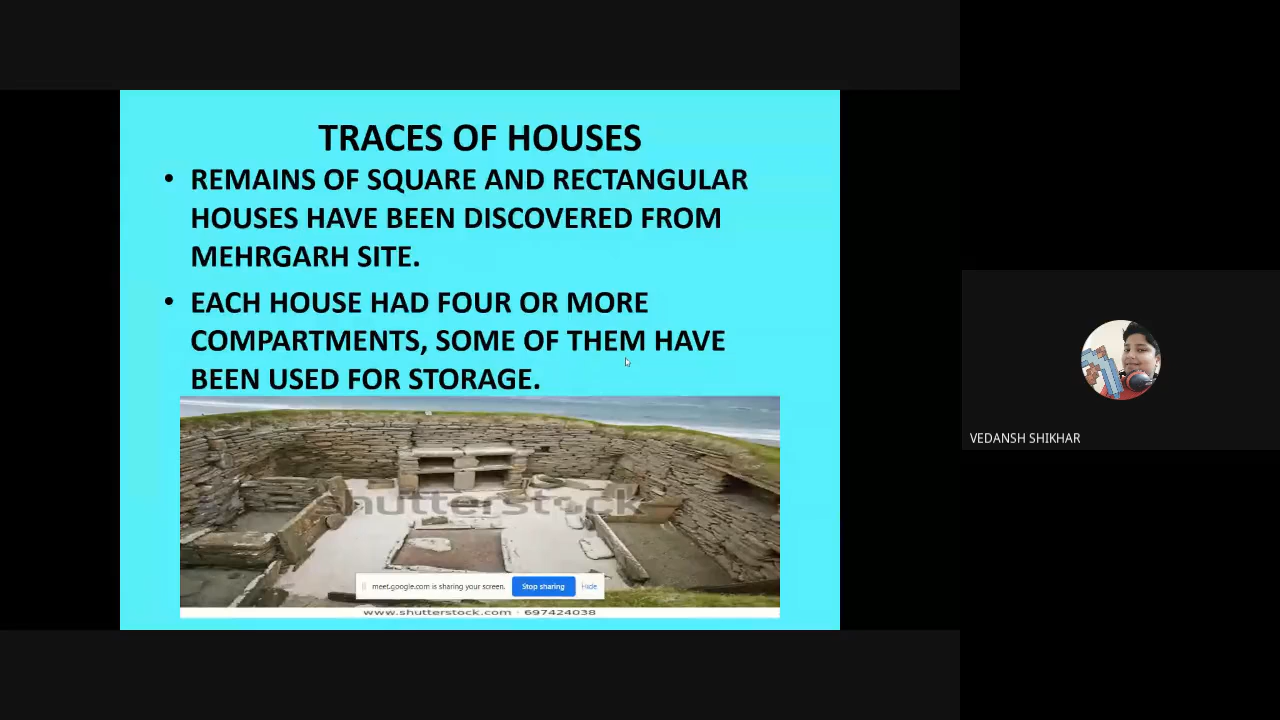 TRACES OF HOUSES
• REMAINS OF SQUARE AND RECTANGULAR
HOUSES HAVE BEEN DISCOVERED FROM
MEHRGARH SITE.
• EACH HOUSE HAD FOUR OR MORE
COMPARTMENTS, SOME OF THEM HAVE
BEEN USED FOR STORAGE.
VEDANSH SHIKHAR
shutterstock
meet.google.com is sharing your screen. Stop sharing Hide
www.shutterstock.com · 697424038